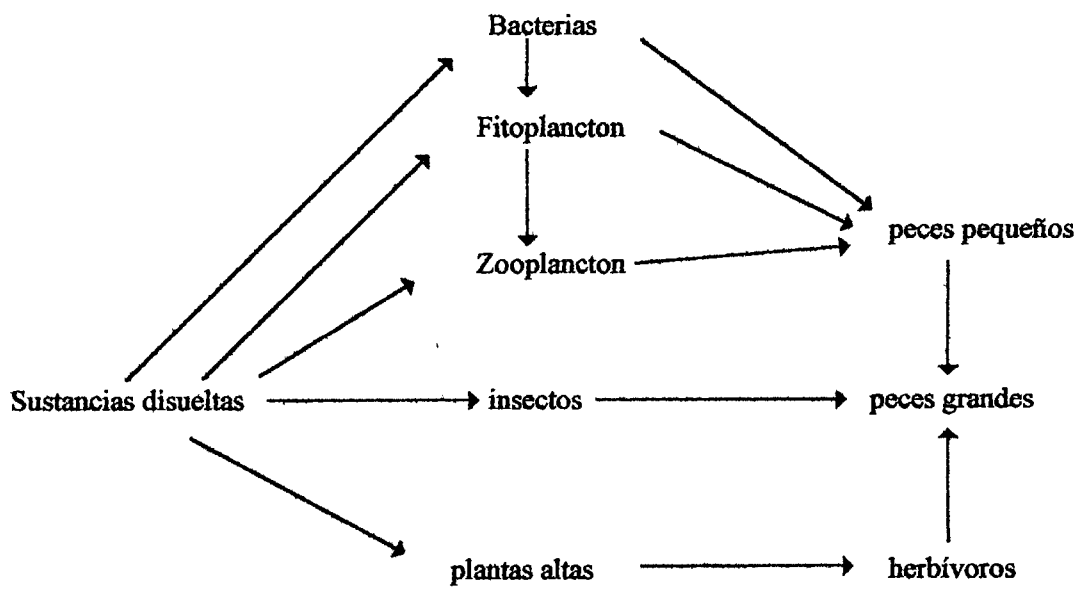 Bacterias
Fitoplancton
peces pequeños
Zooplancton
Sustancias disueltas
insectos
peces grandes
plantas altas
herbívoros